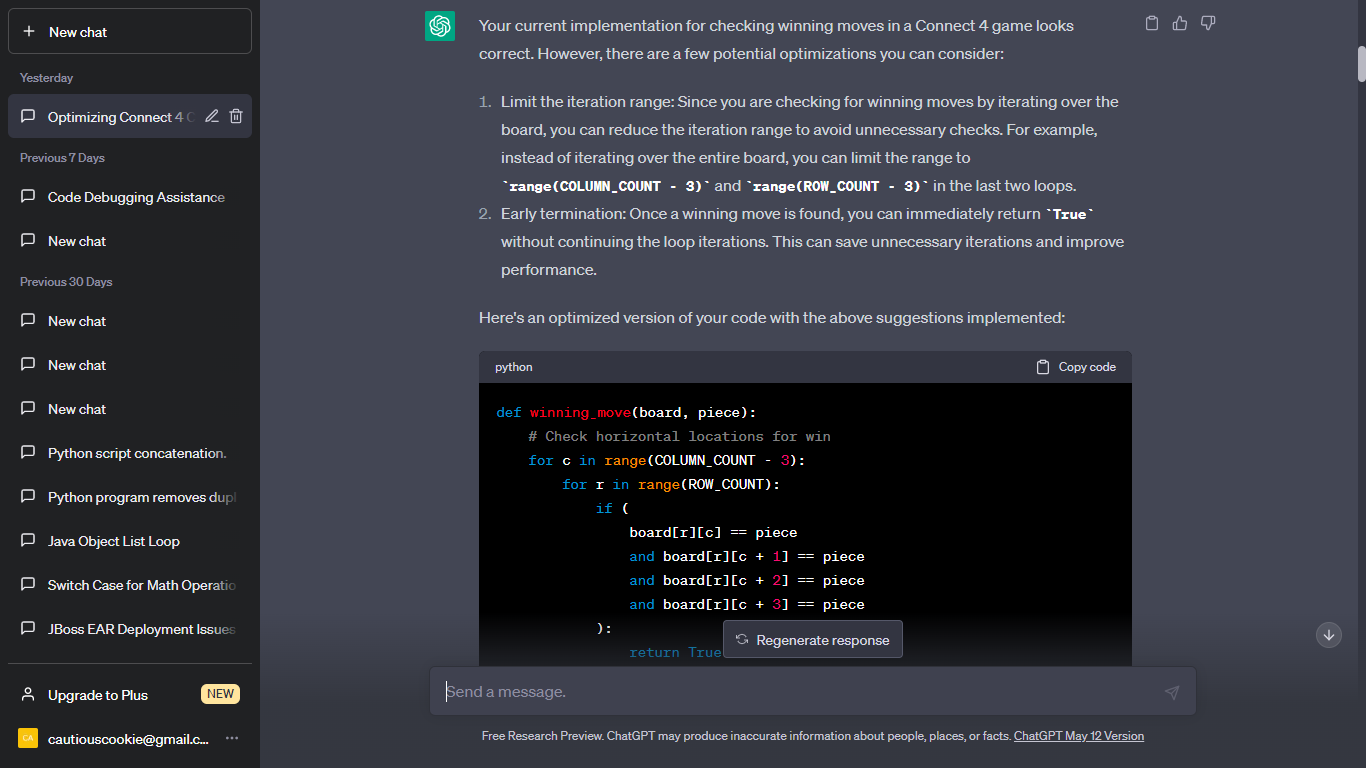 New chat
Yesterday
Optimizing Connect 4
Previous 7 Days
Code Debugging Assistance
New chat
Previous 30 Days
New chat
New chat
New chat
Python script concatenation.
Python program removes dupl
Java Object List Loop
Switch Case for Math Operatio
JBoss EAR Deployment Issues
Upgrade to Plus NEW
CA cautiouscookie@gmail.c...
Your current implementation for checking winning moves in a Connect 4 game looks
correct. However, there are a few potential optimizations you can consider:
1. Limit the iteration range: Since you are checking for winning moves by iterating over the
board, you can reduce the iteration range to avoid unnecessary checks. For example,
instead of iterating over the entire board, you can limit the range to
`range(COLUMN_COUNT - 3)` and `range(ROW_COUNT - 3)` in the last two loops.
2. Early termination: Once a winning move is found, you can immediately return `True`
without continuing the loop iterations. This can save unnecessary iterations and improve
performance.
Here's an optimized version of your code with the above suggestions implemented:
python Copy code
def winning_move(board, piece):
# Check horizontal locations for win
for c in range(COLUMN_COUNT - 3):
for r in range(ROW_COUNT):
if (
board[r][c] == piece
and board[r][c + 1] == piece
and board[r][c + 2] == piece
and board[r][c + 3] == piece
):
return True
Regenerate response
Send a message.
Free Research Preview. ChatGPT may produce inaccurate information about people, places, or facts. ChatGPT May 12 Version